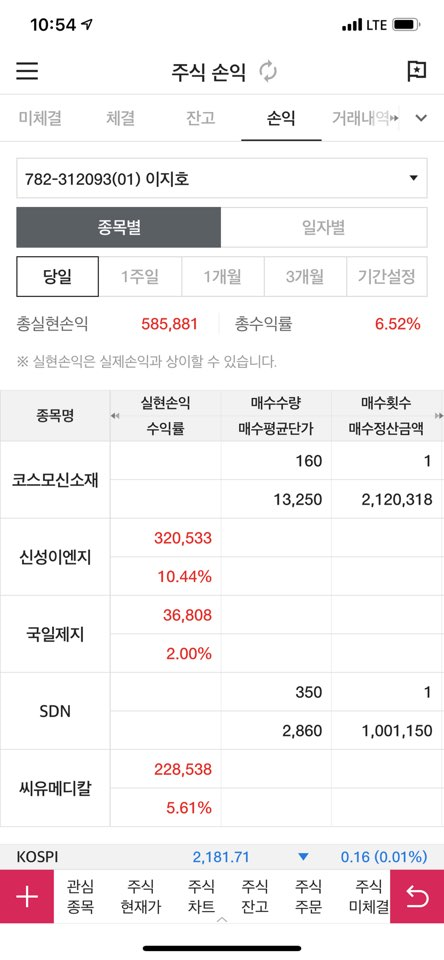 10:54 LTE
주식 손익
미체결 체결 잔고 손익 거래내역
782-312093(01) 이지호
종목별 일자별
당일 1주일 1개월 3개월 기간설정
총실현손익 585,881 총수익률 6.52%
※ 실현손익은 실제손익과 상이할 수 있습니다.
종목명 실현손익 매수수량 매수횟수
수익률 매수평균단가 매수정산금액
코스모신소재 160 1
13,250 2,120,318
신성이엔지 320,533
10.44%
국일제지 36,808
2.00%
SDN 350 1
2,860 1,001,150
씨유메디칼 228,538
5.61%
KOSPI 2,181.71 ▼ 0.16 (0.01%)
관심 주식 주식 주식 주식 주식
종목 현재가 차트 잔고 주문 미체결